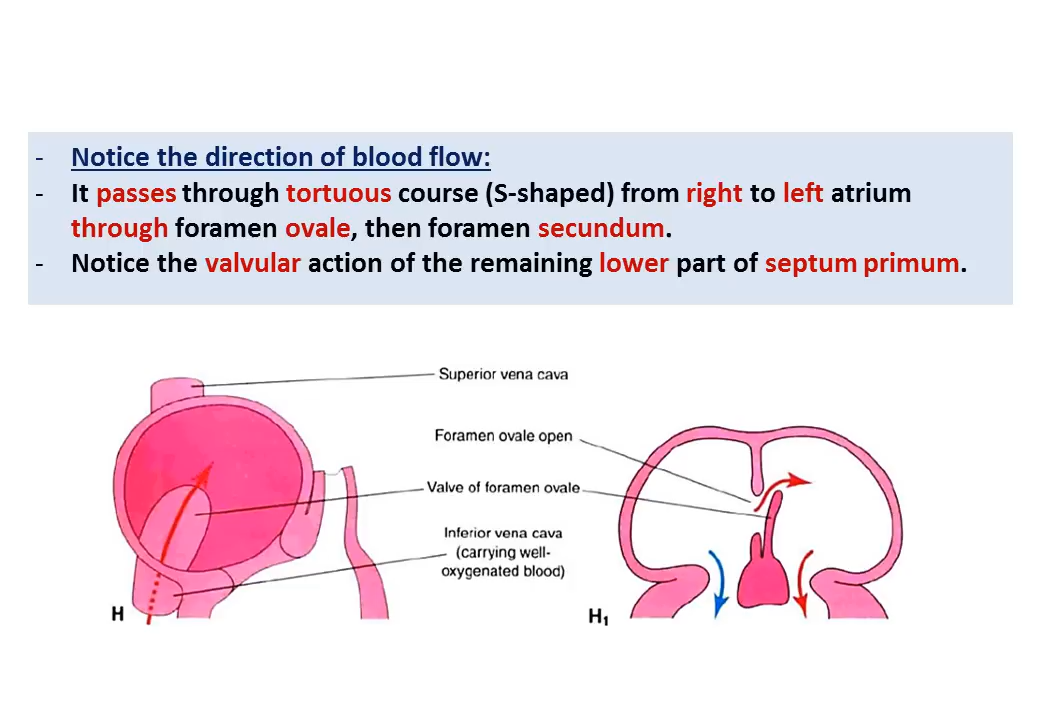 - Notice the direction of blood flow:
- It passes through tortuous course (S-shaped) from right to left atrium
through foramen ovale, then foramen secundum.
- Notice the valvular action of the remaining lower part of septum primum.
Superior vena cava
Foramen ovale open
Valve of foramen ovale
Inferior vena cava
(carrying well-
oxygenated blood)
H
H₁